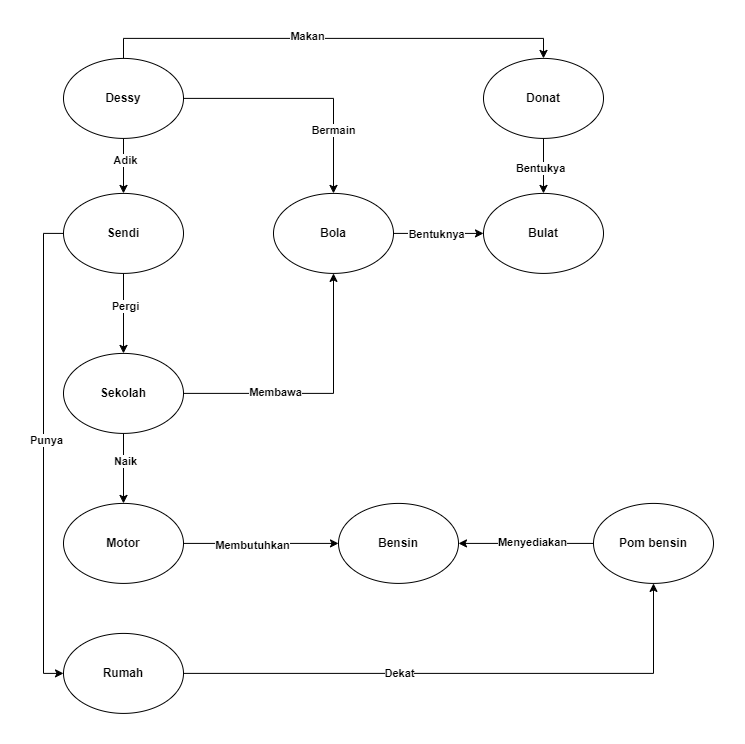 Makan
Dessy
Donat
Bermain
Adik
Bentukya
Sendi
Bola
Bentuknya
Bulat
Pergi
Sekolah
Membawa
Punya
Naik
Motor
Membutuhkan
Bensin
Menyediakan
Pom bensin
Rumah
Dekat